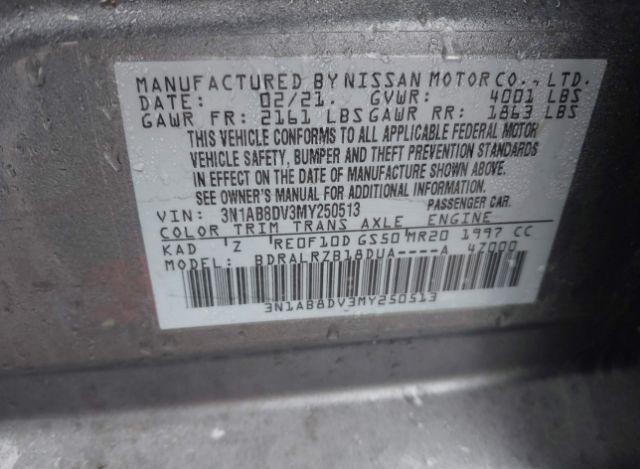 MANUFACTURED BY NISSAN MOTOR CO., LTD.
DATE: 02/21. GVWR: 4001 LBS
GAWR FR: 2161 LBS GAWR RR: 1863 LBS
THIS VEHICLE CONFORMS TO ALL APPLICABLE FEDERAL MOTOR
VEHICLE SAFETY, BUMPER AND THEFT PREVENTION STANDARDS
IN EFFECT ON THE DATE OF MANUFACTURE SHOWN ABOVE.
SEE OWNER'S MANUAL FOR ADDITIONAL INFORMATION.
VIN: 3N1AB8DV3MY250513 PASSENGER CAR.
COLOR TRIM TRANS AXLE ENGINE
KAD Z RE0F10D GS50 MR20 1997 CC
MODEL: BDRALRZB18DUA----A 47000
3N1AB8DV3MY250513